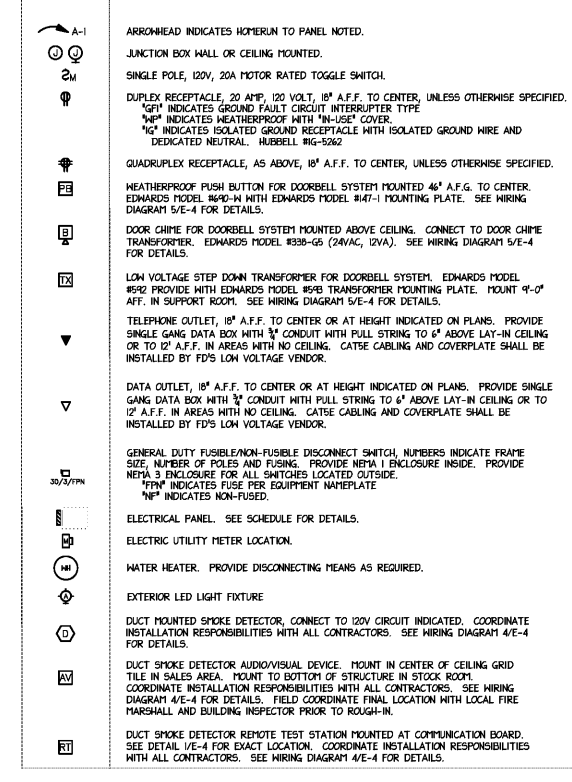 A-1 ARROWHEAD INDICATES HOMERUN TO PANEL NOTED.
J J JUNCTION BOX WALL OR CEILING MOUNTED.
SM SINGLE POLE, 120V, 20A MOTOR RATED TOGGLE SWITCH.
DUPLEX RECEPTACLE, 20 AMP, 120 VOLT, 18" A.F.F. TO CENTER, UNLESS OTHERWISE SPECIFIED.
"GFI" INDICATES GROUND FAULT CIRCUIT INTERRUPTER TYPE
"WP" INDICATES WEATHERPROOF WITH "IN-USE" COVER.
"IG" INDICATES ISOLATED GROUND RECEPTACLE WITH ISOLATED GROUND WIRE AND
DEDICATED NEUTRAL. HUBBELL #IG-5262
QUADRUPLEX RECEPTACLE, AS ABOVE, 18" A.F.F. TO CENTER, UNLESS OTHERWISE SPECIFIED.
PB WEATHERPROOF PUSH BUTTON FOR DOORBELL SYSTEM MOUNTED 46" A.F.G. TO CENTER.
EDWARDS MODEL #690-W WITH EDWARDS MODEL #147-1 MOUNTING PLATE. SEE WIRING
DIAGRAM 5/E-4 FOR DETAILS.
B DOOR CHIME FOR DOORBELL SYSTEM MOUNTED ABOVE CEILING. CONNECT TO DOOR CHIME
TRANSFORMER. EDWARDS MODEL #338-G5 (24VAC, 12VA). SEE WIRING DIAGRAM 5/E-4
FOR DETAILS.
TX LOW VOLTAGE STEP DOWN TRANSFORMER FOR DOORBELL SYSTEM. EDWARDS MODEL
#592 PROVIDE WITH EDWARDS MODEL #593 TRANSFORMER MOUNTING PLATE. MOUNT 9'-0"
AFF. IN SUPPORT ROOM. SEE WIRING DIAGRAM 5/E-4 FOR DETAILS.
TELEPHONE OUTLET, 18" A.F.F. TO CENTER OR AT HEIGHT INDICATED ON PLANS. PROVIDE
SINGLE GANG DATA BOX WITH 3/4" CONDUIT WITH PULL STRING TO 6" ABOVE LAY-IN CEILING
OR TO 12' A.F.F. IN AREAS WITH NO CEILING. CAT5E CABLING AND COVERPLATE SHALL BE
INSTALLED BY FD'S LOW VOLTAGE VENDOR.
DATA OUTLET, 18" A.F.F. TO CENTER OR AT HEIGHT INDICATED ON PLANS. PROVIDE SINGLE
GANG DATA BOX WITH 3/4" CONDUIT WITH PULL STRING TO 6" ABOVE LAY-IN CEILING OR TO
12' A.F.F. IN AREAS WITH NO CEILING. CAT5E CABLING AND COVERPLATE SHALL BE
INSTALLED BY FD'S LOW VOLTAGE VENDOR.
GENERAL DUTY FUSIBLE/NON-FUSIBLE DISCONNECT SWITCH, NUMBERS INDICATE FRAME
SIZE, NUMBER OF POLES AND FUSING. PROVIDE NEMA 1 ENCLOSURE INSIDE. PROVIDE
30/3/FPN NEMA 3 ENCLOSURE FOR ALL SWITCHES LOCATED OUTSIDE.
"FPN" INDICATES FUSE PER EQUIPMENT NAMEPLATE
"NF" INDICATES NON-FUSED.
ELECTRICAL PANEL. SEE SCHEDULE FOR DETAILS.
M ELECTRIC UTILITY METER LOCATION.
WH WATER HEATER. PROVIDE DISCONNECTING MEANS AS REQUIRED.
A EXTERIOR LED LIGHT FIXTURE
D DUCT MOUNTED SMOKE DETECTOR, CONNECT TO 120V CIRCUIT INDICATED. COORDINATE
INSTALLATION RESPONSIBILITIES WITH ALL CONTRACTORS. SEE WIRING DIAGRAM 4/E-4
FOR DETAILS.
AV DUCT SMOKE DETECTOR AUDIO/VISUAL DEVICE. MOUNT IN CENTER OF CEILING GRID
TILE IN SALES AREA. MOUNT TO BOTTOM OF STRUCTURE IN STOCK ROOM.
COORDINATE INSTALLATION RESPONSIBILITIES WITH ALL CONTRACTORS. SEE WIRING
DIAGRAM 4/E-4 FOR DETAILS. FIELD COORDINATE FINAL LOCATION WITH LOCAL FIRE
MARSHALL AND BUILDING INSPECTOR PRIOR TO ROUGH-IN.
RT DUCT SMOKE DETECTOR REMOTE TEST STATION MOUNTED AT COMMUNICATION BOARD.
SEE DETAIL 1/E-4 FOR EXACT LOCATION. COORDINATE INSTALLATION RESPONSIBILITIES
WITH ALL CONTRACTORS. SEE WIRING DIAGRAM 4/E-4 FOR DETAILS.